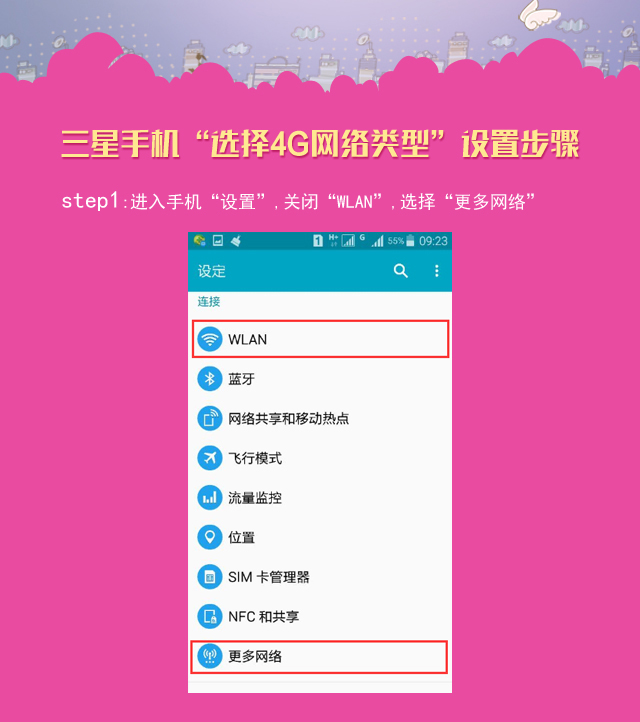 三星手机“选择4G网络类型”设置步骤
step1:进入手机“设置”,关闭“WLAN”,选择“更多网络”
1 H+ G 55% 09:23
设定
连接
WLAN
蓝牙
网络共享和移动热点
飞行模式
流量监控
位置
SIM 卡管理器
NFC 和共享
更多网络